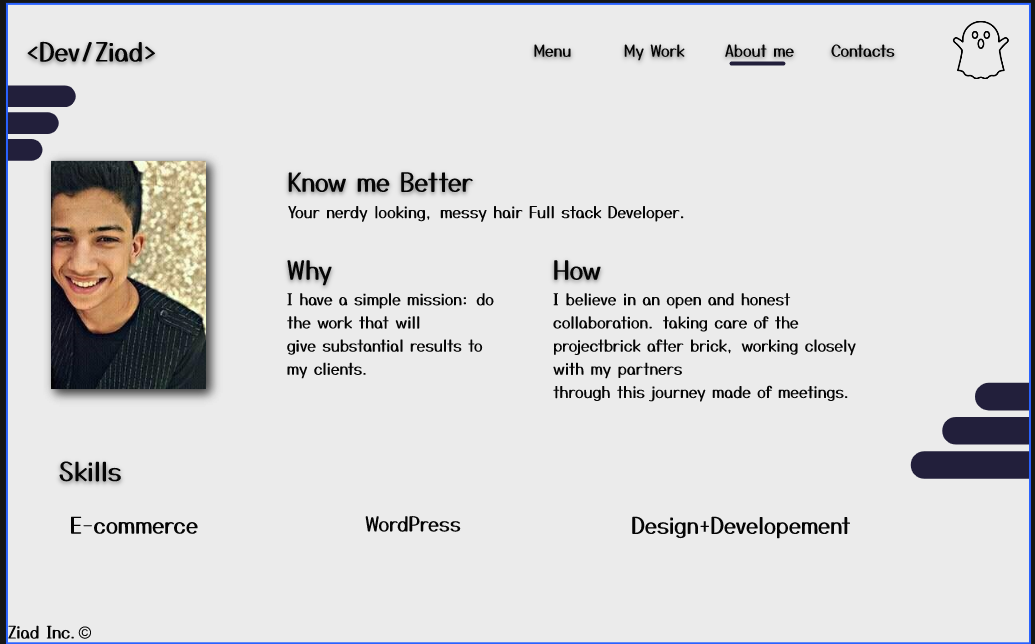 <Dev/Ziad>
Menu
My Work
About me
Contacts
Know me Better
Your nerdy looking, messy hair Full stack Developer.
Why
I have a simple mission: do
the work that will
give substantial results to
my clients.
How
I believe in an open and honest
collaboration. taking care of the
projectbrick after brick, working closely
with my partners
through this journey made of meetings.
Skills
E-commerce
WordPress
Design+Developement
Ziad Inc.©